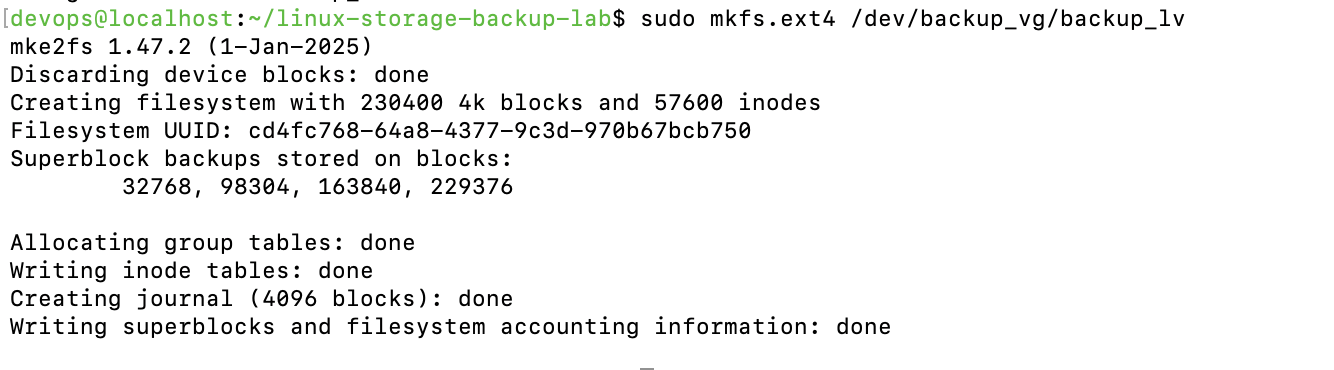 [devops@localhost:~/linux-storage-backup-lab$ sudo mkfs.ext4 /dev/backup_vg/backup_lv
mke2fs 1.47.2 (1-Jan-2025)
Discarding device blocks: done
Creating filesystem with 230400 4k blocks and 57600 inodes
Filesystem UUID: cd4fc768-64a8-4377-9c3d-970b67bcb750
Superblock backups stored on blocks:
        32768, 98304, 163840, 229376

Allocating group tables: done
Writing inode tables: done
Creating journal (4096 blocks): done
Writing superblocks and filesystem accounting information: done